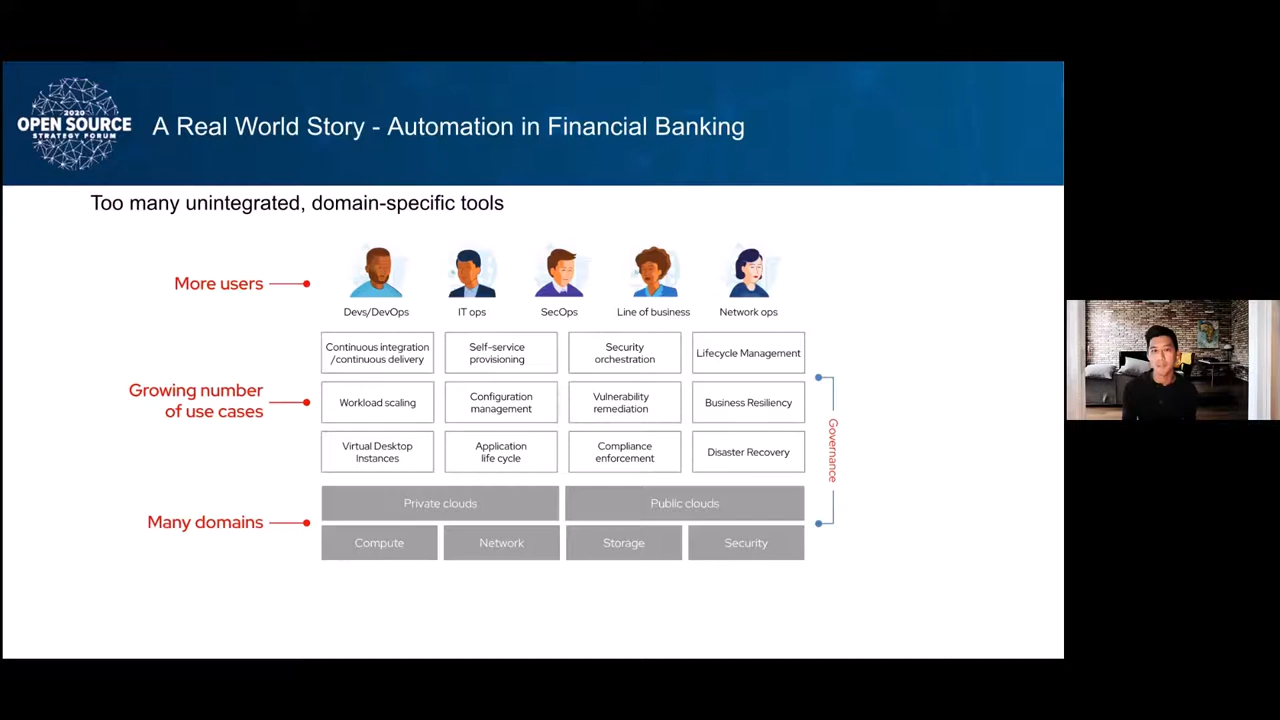 2020
OPEN SOURCE
STRATEGY FORUM
A Real World Story - Automation in Financial Banking
Too many unintegrated, domain-specific tools
More users
Devs/DevOps
IT ops
SecOps
Line of business
Network ops
Growing number
of use cases
Continuous integration
/continuous delivery
Self-service
provisioning
Security
orchestration
Lifecycle Management
Workload scaling
Configuration
management
Vulnerability
remediation
Business Resiliency
Virtual Desktop
Instances
Application
life cycle
Compliance
enforcement
Disaster Recovery
Governance
Many domains
Private clouds
Public clouds
Compute
Network
Storage
Security